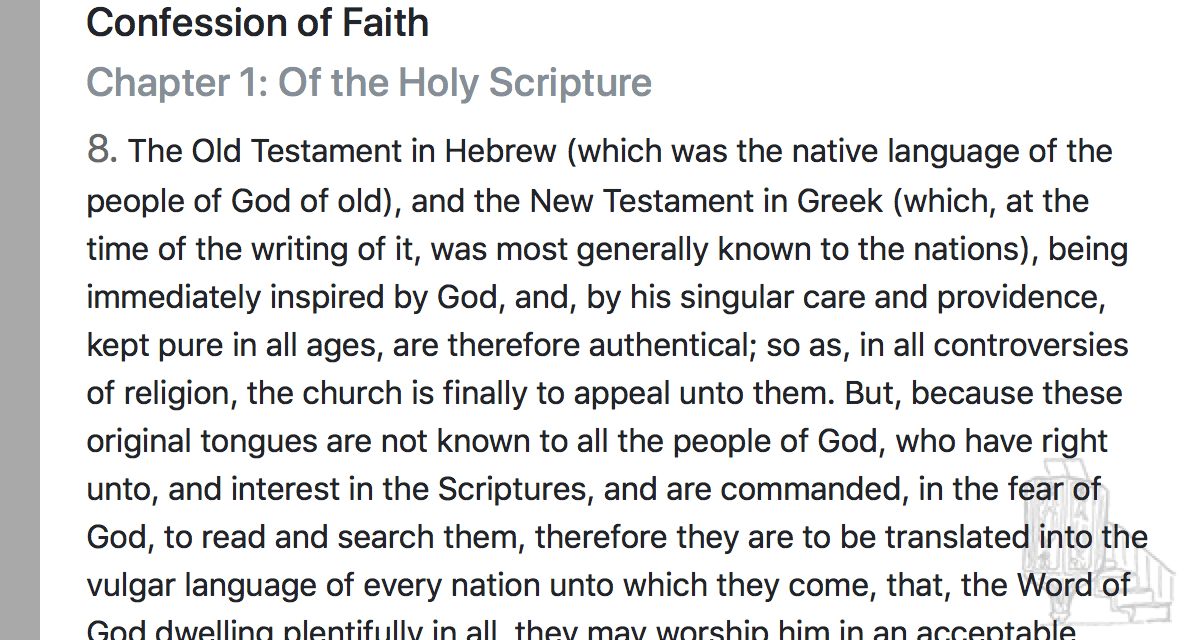 Confession of Faith
Chapter 1: Of the Holy Scripture
8. The Old Testament in Hebrew (which was the native language of the
people of God of old), and the New Testament in Greek (which, at the
time of the writing of it, was most generally known to the nations), being
immediately inspired by God, and, by his singular care and providence,
kept pure in all ages, are therefore authentical; so as, in all controversies
of religion, the church is finally to appeal unto them. But, because these
original tongues are not known to all the people of God, who have right
unto, and interest in the Scriptures, and are commanded, in the fear of
God, to read and search them, therefore they are to be translated into the
vulgar language of every nation unto which they come, that, the Word of
God dwelling plentifully in all, they may worship him in an acceptable